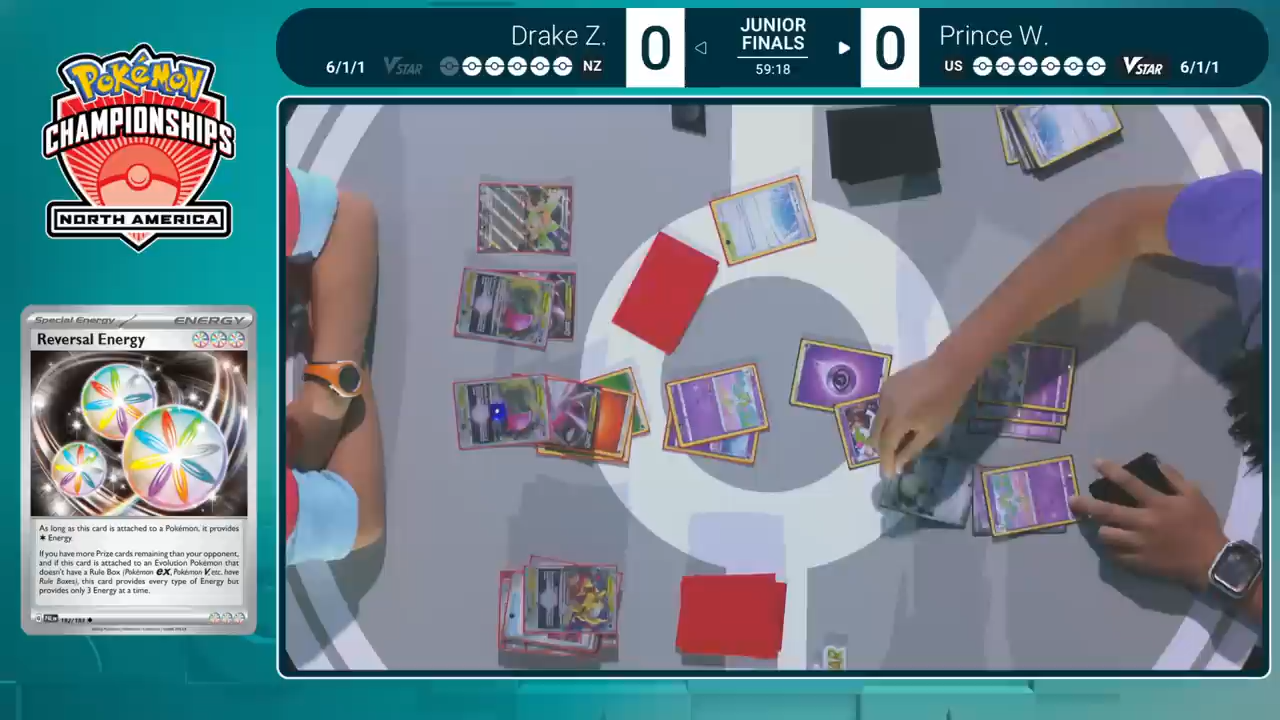 Drake Z.
0
JUNIOR
FINALS
59:18
0
Prince W.
6/1/1
VSTAR
NZ
US
VSTAR
6/1/1
POKÉMON
CHAMPIONSHIPS
NORTH AMERICA
Special Energy
ENERGY
Reversal Energy
As long as this card is attached to a Pokémon, it provides
Energy.
If you have more Prize cards remaining than your opponent,
and if this card is attached to an Evolution Pokémon that
doesn't have a Rule Box (Pokémon ex, Pokémon V, etc. have
Rule Boxes), this card provides every type of Energy but
provides only 3 Energy at a time.
192/193